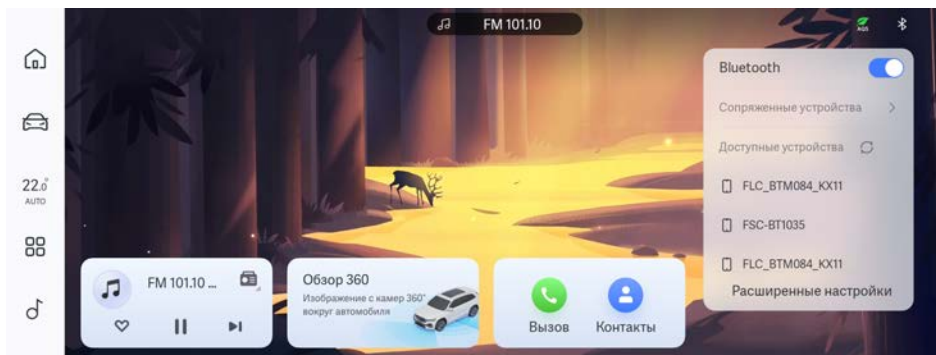 FM 101.10
AQS
Bluetooth
Сопряженные устройства
Доступные устройства
FLC_BTM084_KX11
FSC-BT1035
FLC_BTM084_KX11
Расширенные настройки
22.0°
AUTO
FM 101.10 ...
Обзор 360
Изображение с камер 360°
вокруг автомобиля
Вызов
Контакты